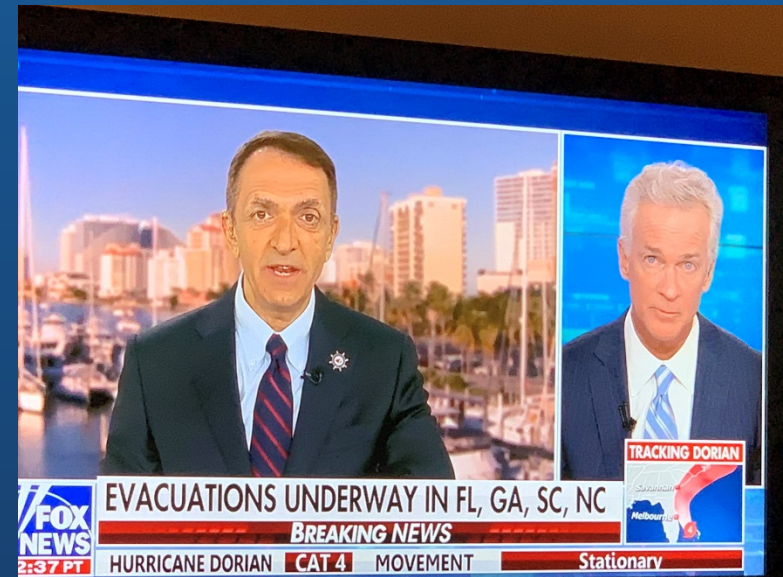 TRACKING DORIAN
Savannah
Melbourne
4
EVACUATIONS UNDERWAY IN FL, GA, SC, NC
BREAKING NEWS
FOX
NEWS
2:37 PT
HURRICANE DORIAN CAT 4 MOVEMENT Stationary